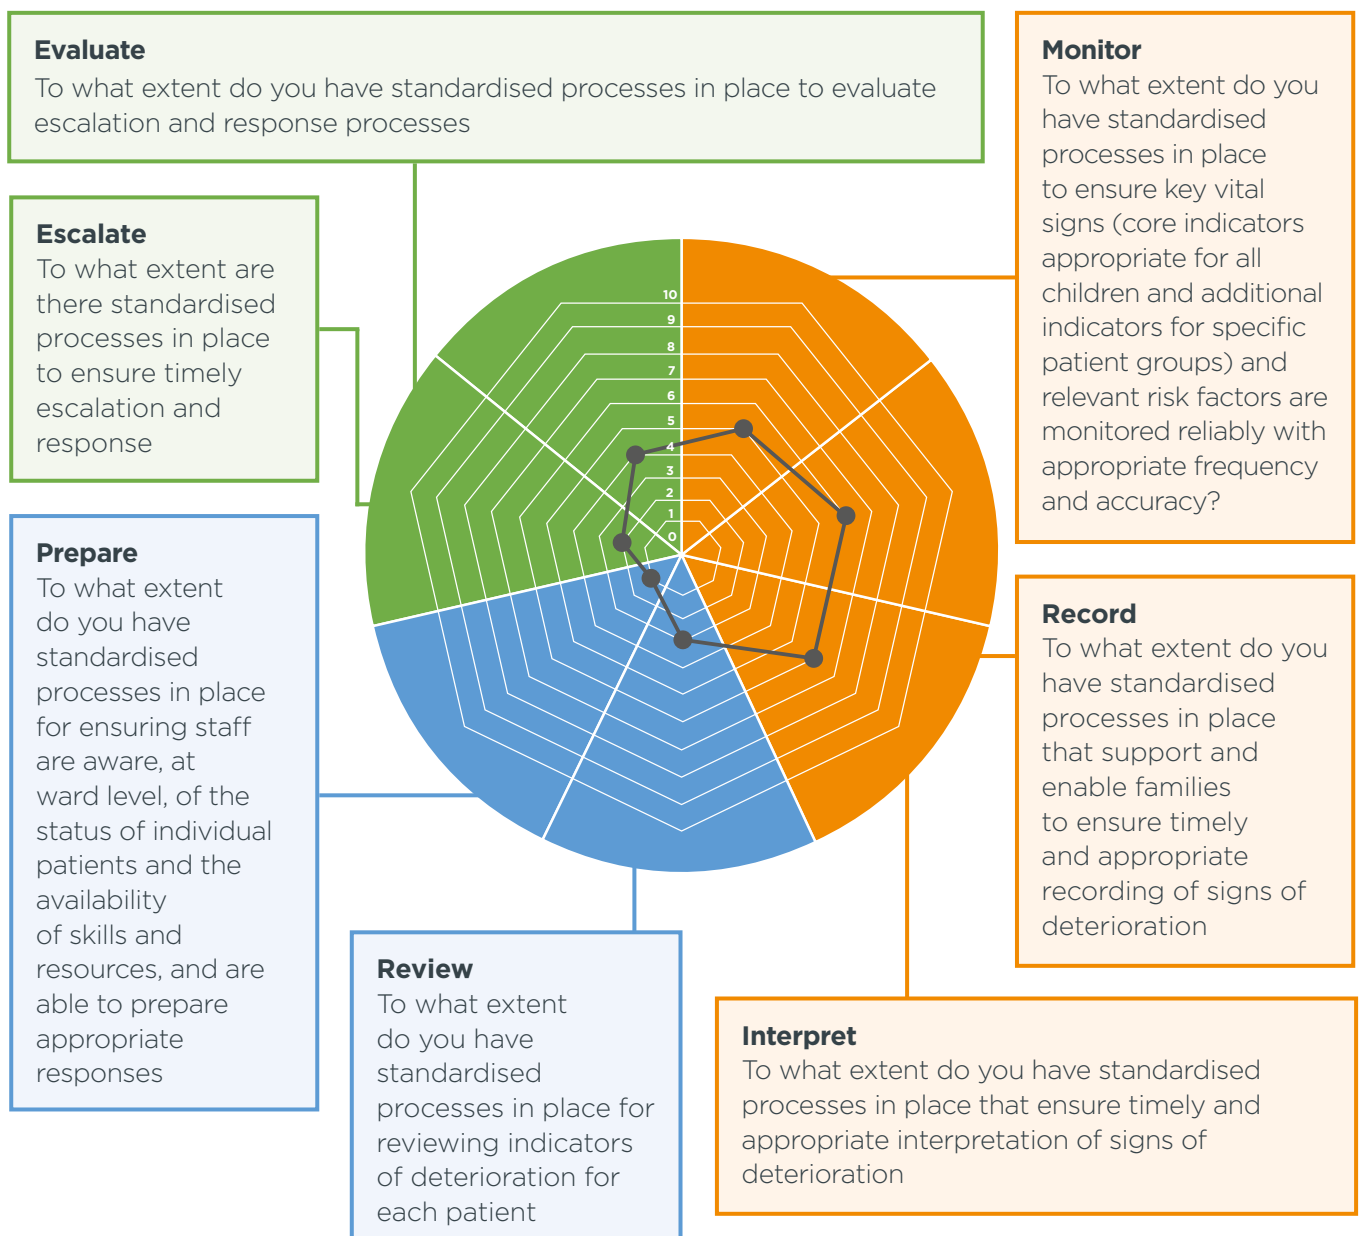 Evaluate
To what extent do you have standardised processes in place to evaluate
escalation and response processes
Monitor
To what extent do you
have standardised
processes in place
to ensure key vital
signs (core indicators
appropriate for all
children and additional
indicators for specific
patient groups) and
relevant risk factors are
monitored reliably with
appropriate frequency
and accuracy?
Escalate
To what extent are
there standardised
processes in place
to ensure timely
escalation and
response
10
9
8
7
6
5
4
3
2
1
0
Prepare
To what extent
do you have
standardised
processes in place
for ensuring staff
are aware, at
ward level, of the
status of individual
patients and the
availability
of skills and
resources, and are
able to prepare
appropriate
responses
Record
To what extent do you
have standardised
processes in place
that support and
enable families
to ensure timely
and appropriate
recording of signs of
deterioration
Review
To what extent
do you have
standardised
processes in place for
reviewing indicators
of deterioration for
each patient
Interpret
To what extent do you have standardised
processes in place that ensure timely and
appropriate interpretation of signs of
deterioration